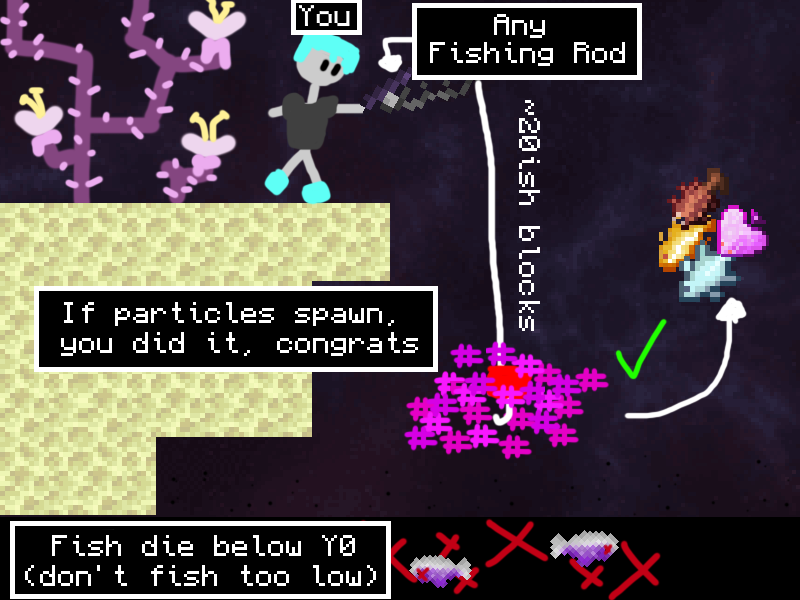 You
Any
Fishing Rod
~20ish blocks
If particles spawn,
you did it, congrats
Fish die below Y0
(don't fish too low)